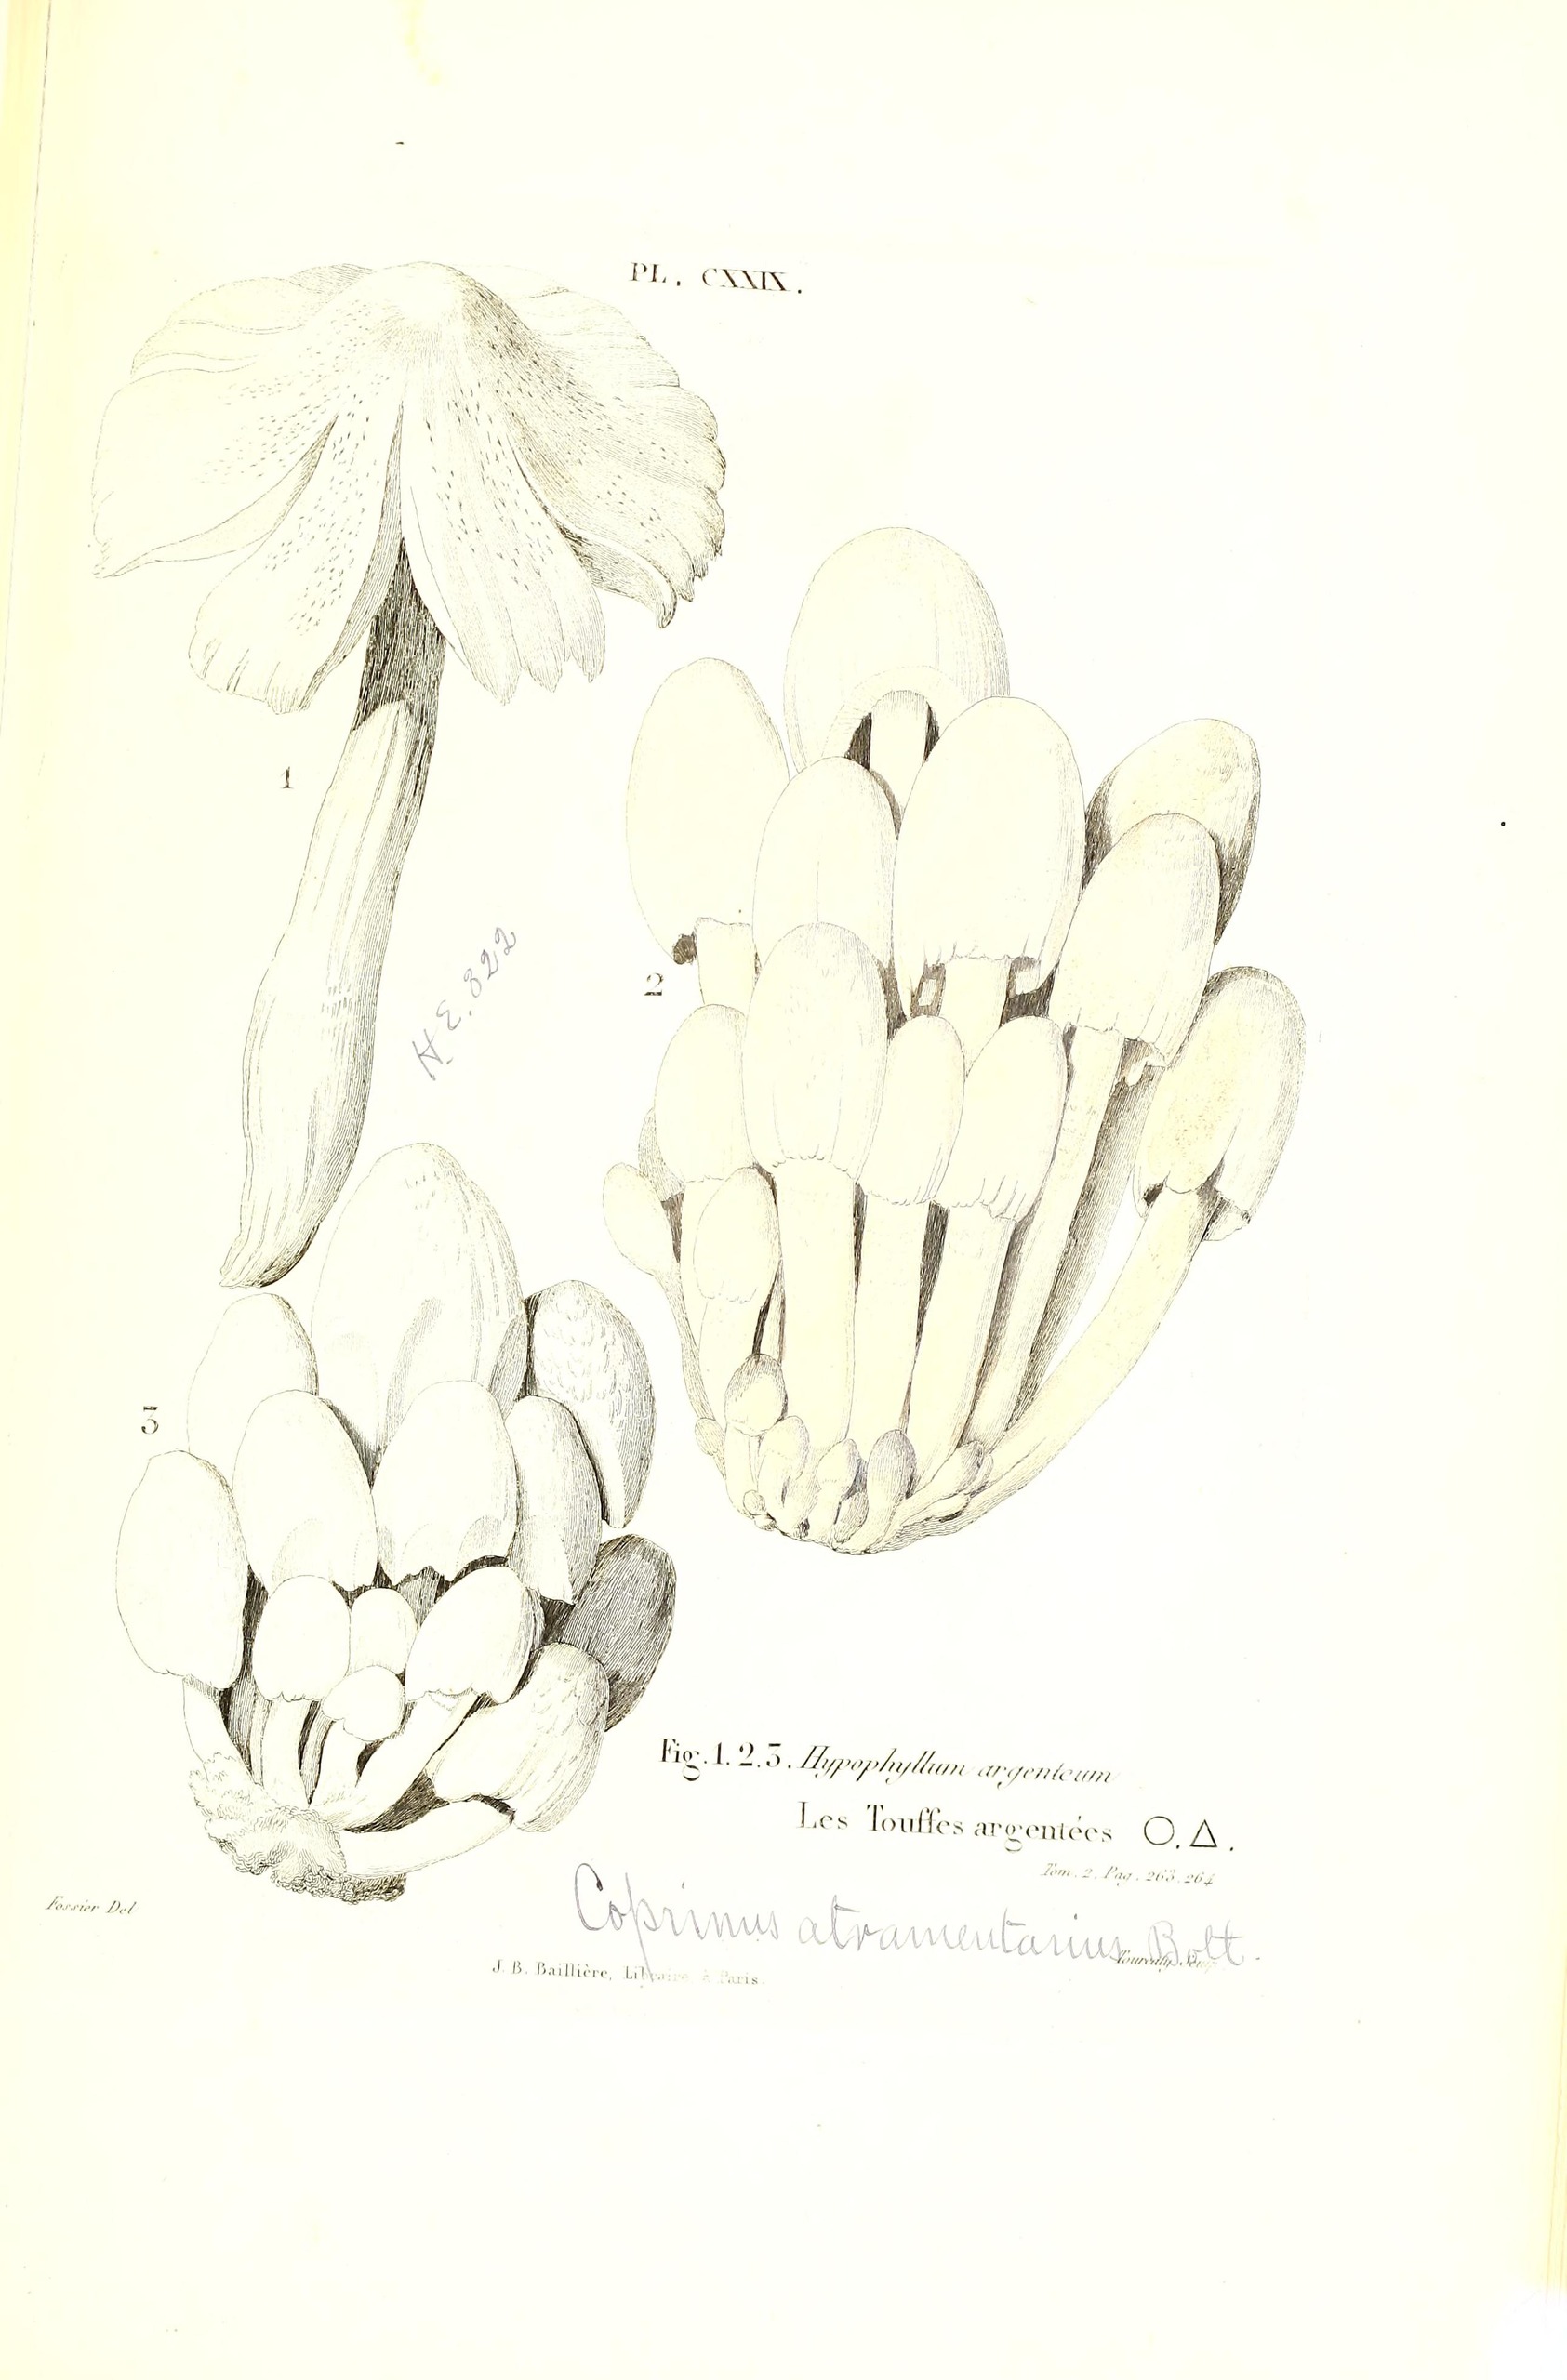 PL. CXXIX.
1
H.E. 322
2
3
Fig. 1. 2. 3. Hypophyllum argenteum
Les Touffes argentées ○. △.
Tom. 2. Pag. 263. 264
Fossier Del
Coprinus atramentarius Bolt.
J. B. Baillière, Libraire à Paris.